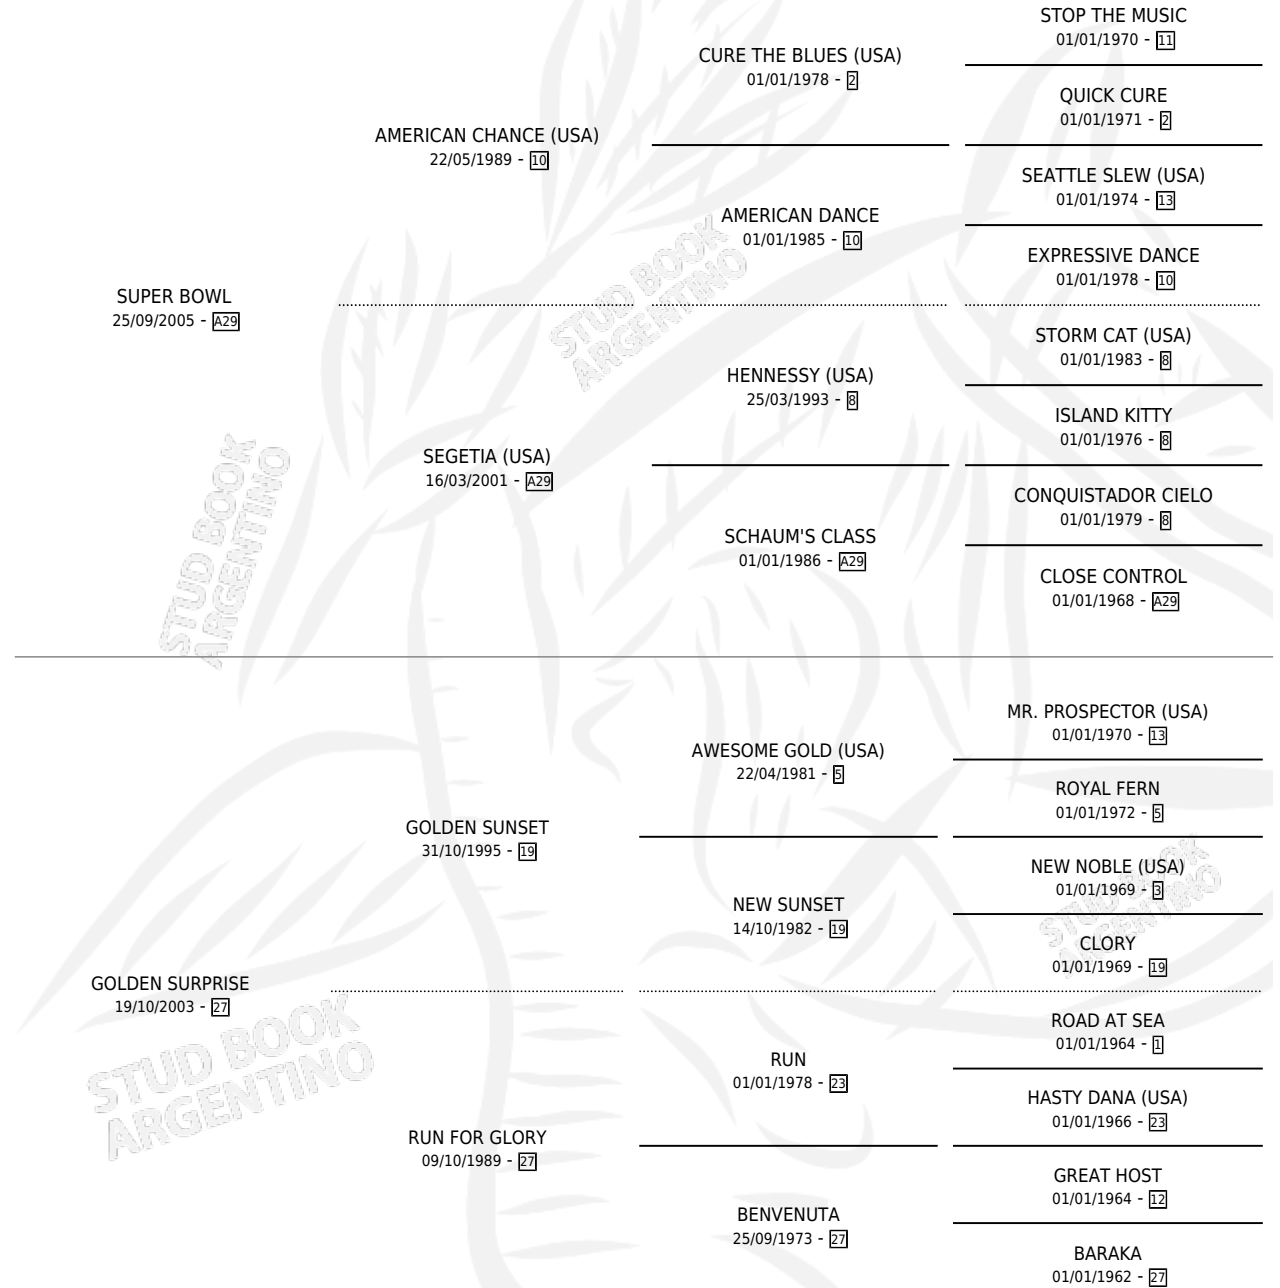 STOP THE MUSIC
01/01/1970 - 11
CURE THE BLUES (USA)
01/01/1978 - 2
QUICK CURE
01/01/1971 - 2
AMERICAN CHANCE (USA)
22/05/1989 - 10
SEATTLE SLEW (USA)
01/01/1974 - 13
AMERICAN DANCE
01/01/1985 - 10
EXPRESSIVE DANCE
01/01/1978 - 10
SUPER BOWL
25/09/2005 - A29
STORM CAT (USA)
01/01/1983 - 8
HENNESSY (USA)
25/03/1993 - 8
ISLAND KITTY
01/01/1976 - 8
SEGETIA (USA)
16/03/2001 - A29
CONQUISTADOR CIELO
01/01/1979 - 8
SCHAUM'S CLASS
01/01/1986 - A29
CLOSE CONTROL
01/01/1968 - A29
STUD BOOK
ARGENTINO
STUD BOOK
ARGENTINO
MR. PROSPECTOR (USA)
01/01/1970 - 13
AWESOME GOLD (USA)
22/04/1981 - 5
ROYAL FERN
01/01/1972 - 5
GOLDEN SUNSET
31/10/1995 - 19
NEW NOBLE (USA)
01/01/1969 - 3
NEW SUNSET
14/10/1982 - 19
CLORY
01/01/1969 - 19
GOLDEN SURPRISE
19/10/2003 - 27
ROAD AT SEA
01/01/1964 - 1
RUN
01/01/1978 - 23
HASTY DANA (USA)
01/01/1966 - 23
RUN FOR GLORY
09/10/1989 - 27
GREAT HOST
01/01/1964 - 12
BENVENUTA
25/09/1973 - 27
BARAKA
01/01/1962 - 27
STUD BOOK
ARGENTINO
STUD BOOK
ARGENTINO